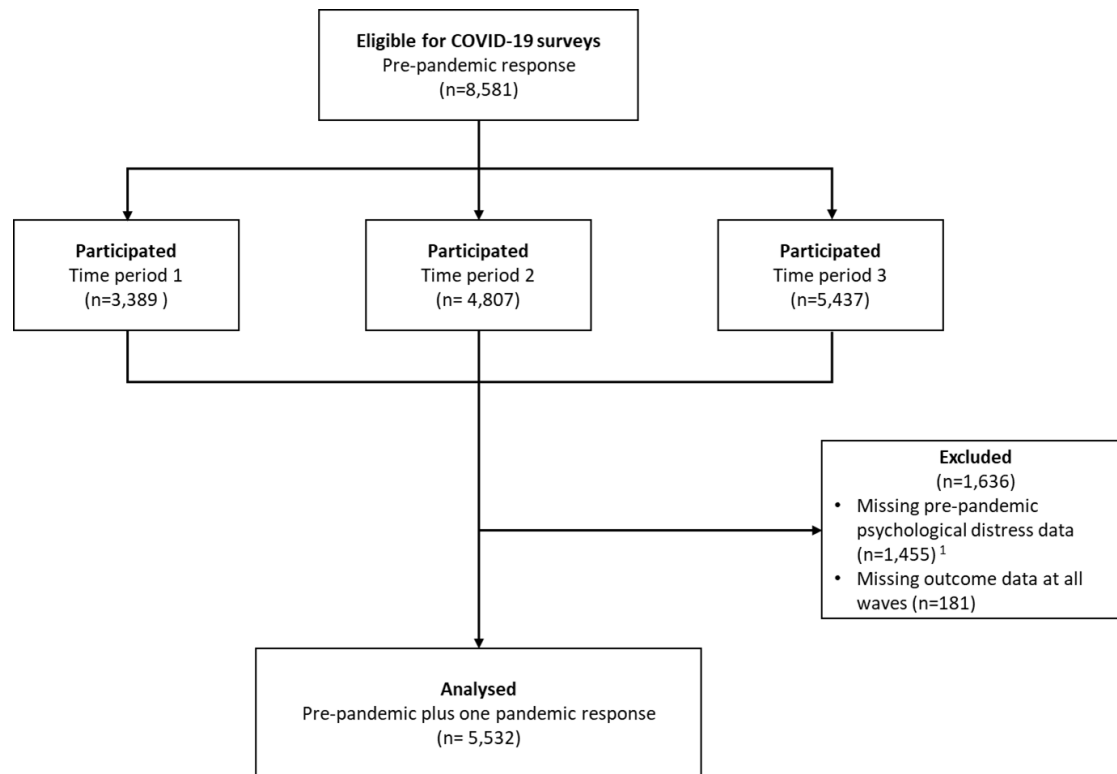 Eligible for COVID-19 surveys
Pre-pandemic response
(n=8,581)
Participated
Time period 1
(n=3,389 )
Participated
Time period 2
(n= 4,807)
Participated
Time period 3
(n=5,437)
Excluded
(n=1,636)
• Missing pre-pandemic
psychological distress data
(n=1,455) 1
• Missing outcome data at all
waves (n=181)
Analysed
Pre-pandemic plus one pandemic response
(n= 5,532)